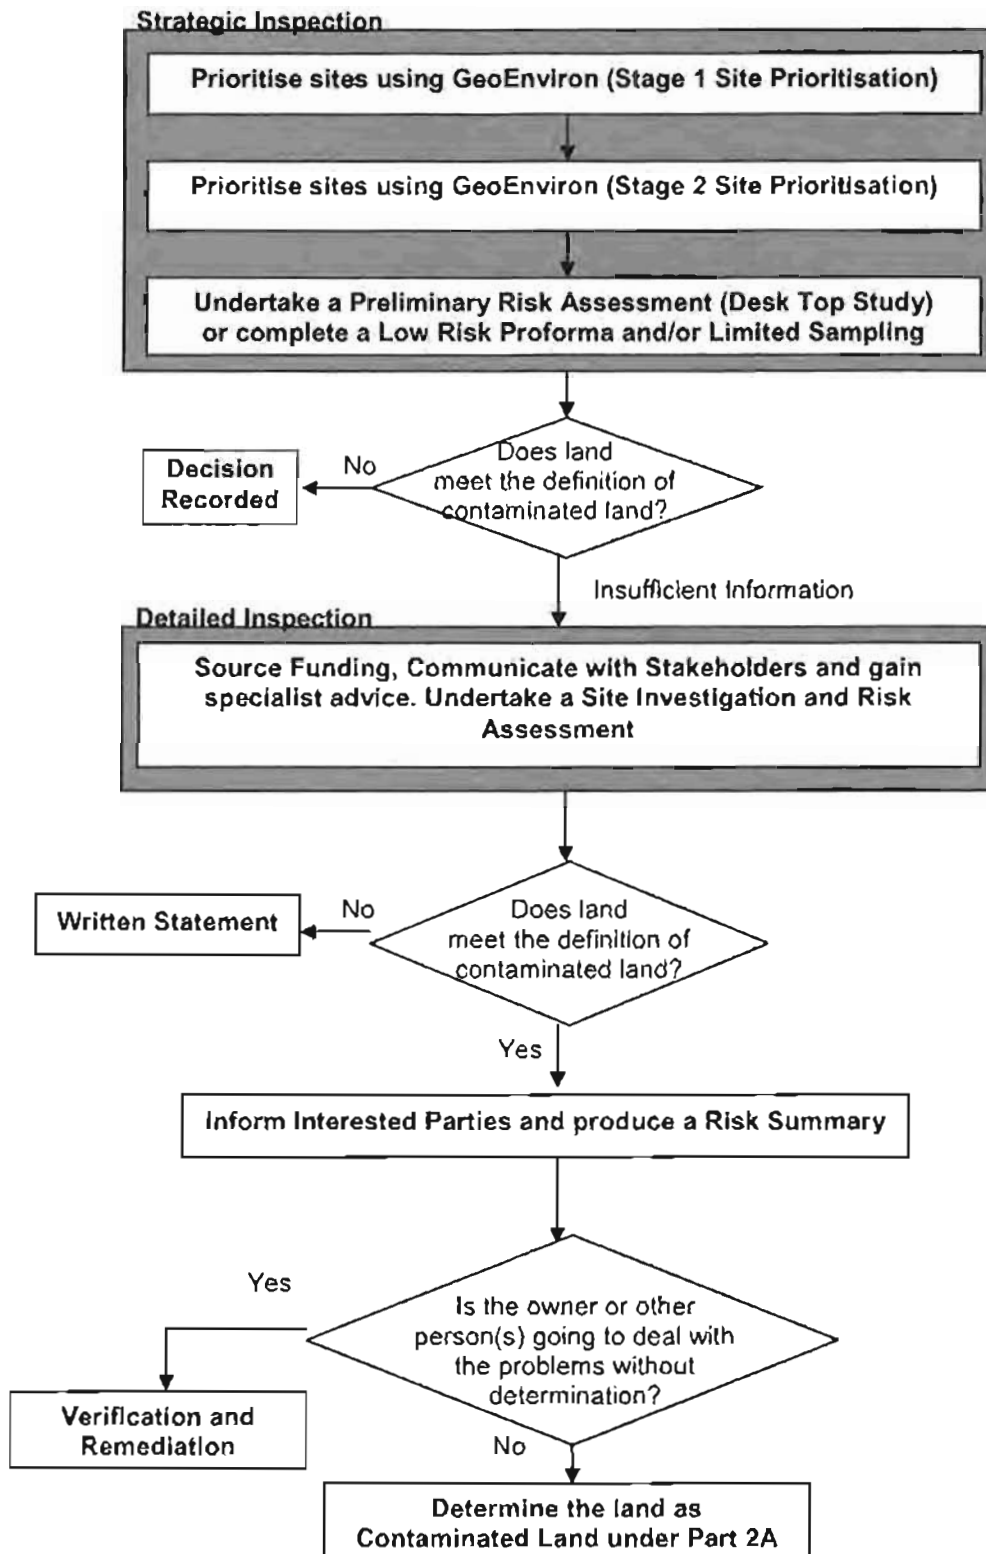 Strategic Inspection
Prioritise sites using GeoEnviron (Stage 1 Site Prioritisation)
Prioritise sites using GeoEnviron (Stage 2 Site Prioritisation)
Undertake a Preliminary Risk Assessment (Desk Top Study)
or complete a Low Risk Proforma and/or Limited Sampling
Does land
meet the definition of
contaminated land?
No
Decision
Recorded
Insufficient Information
Detailed Inspection
Source Funding, Communicate with Stakeholders and gain
specialist advice. Undertake a Site Investigation and Risk
Assessment
Does land
meet the definition of
contaminated land?
No
Written Statement
Yes
Inform Interested Parties and produce a Risk Summary
Is the owner or other
person(s) going to deal with
the problems without
determination?
Yes
Verification and
Remediation
No
Determine the land as
Contaminated Land under Part 2A